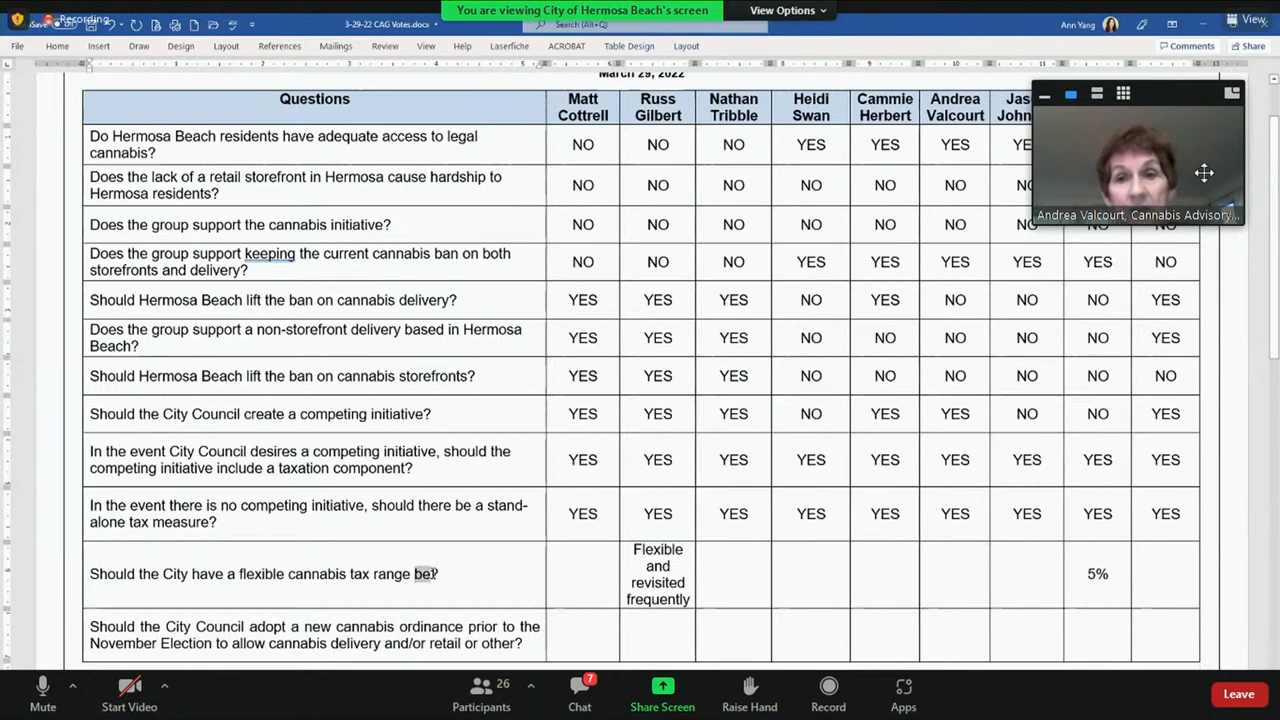 You are viewing City of Hermosa Beach's screen
View Options
Recording
3-29-22 CAG Votes.docx
Search (Alt+Q)
Ann Yang
View
File Home Insert Draw Design Layout References Mailings Review View Help Laserfiche ACROBAT Table Design Layout Comments Share
March 29, 2022
Questions Matt Cottrell Russ Gilbert Nathan Tribble Heidi Swan Cammie Herbert Andrea Valcourt
Do Hermosa Beach residents have adequate access to legal
cannabis?
NO NO NO YES YES YES YE
Does the lack of a retail storefront in Hermosa cause hardship to
Hermosa residents?
NO NO NO NO NO NO NO
Andrea Valcourt, Cannabis Advisory...
Does the group support the cannabis initiative?
NO NO NO NO NO NO NO NO NO
Does the group support keeping the current cannabis ban on both
storefronts and delivery?
NO NO NO YES YES YES YES YES NO
Should Hermosa Beach lift the ban on cannabis delivery?
YES YES YES NO YES NO NO NO YES
Does the group support a non-storefront delivery based in Hermosa
Beach?
YES YES YES NO NO NO NO NO YES
Should Hermosa Beach lift the ban on cannabis storefronts?
YES YES YES NO NO NO NO NO NO
Should the City Council create a competing initiative?
YES YES YES NO YES YES NO NO YES
In the event City Council desires a competing initiative, should the
competing initiative include a taxation component?
YES YES YES YES YES YES YES YES YES
In the event there is no competing initiative, should there be a stand-
alone tax measure?
YES YES YES YES YES YES YES YES YES
Should the City have a flexible cannabis tax range be?
Flexible
and
revisited
frequently
5%
Should the City Council adopt a new cannabis ordinance prior to the
November Election to allow cannabis delivery and/or retail or other?
Mute
Start Video
26
Participants
7
Chat
Share Screen
Raise Hand
Record
Apps
Leave